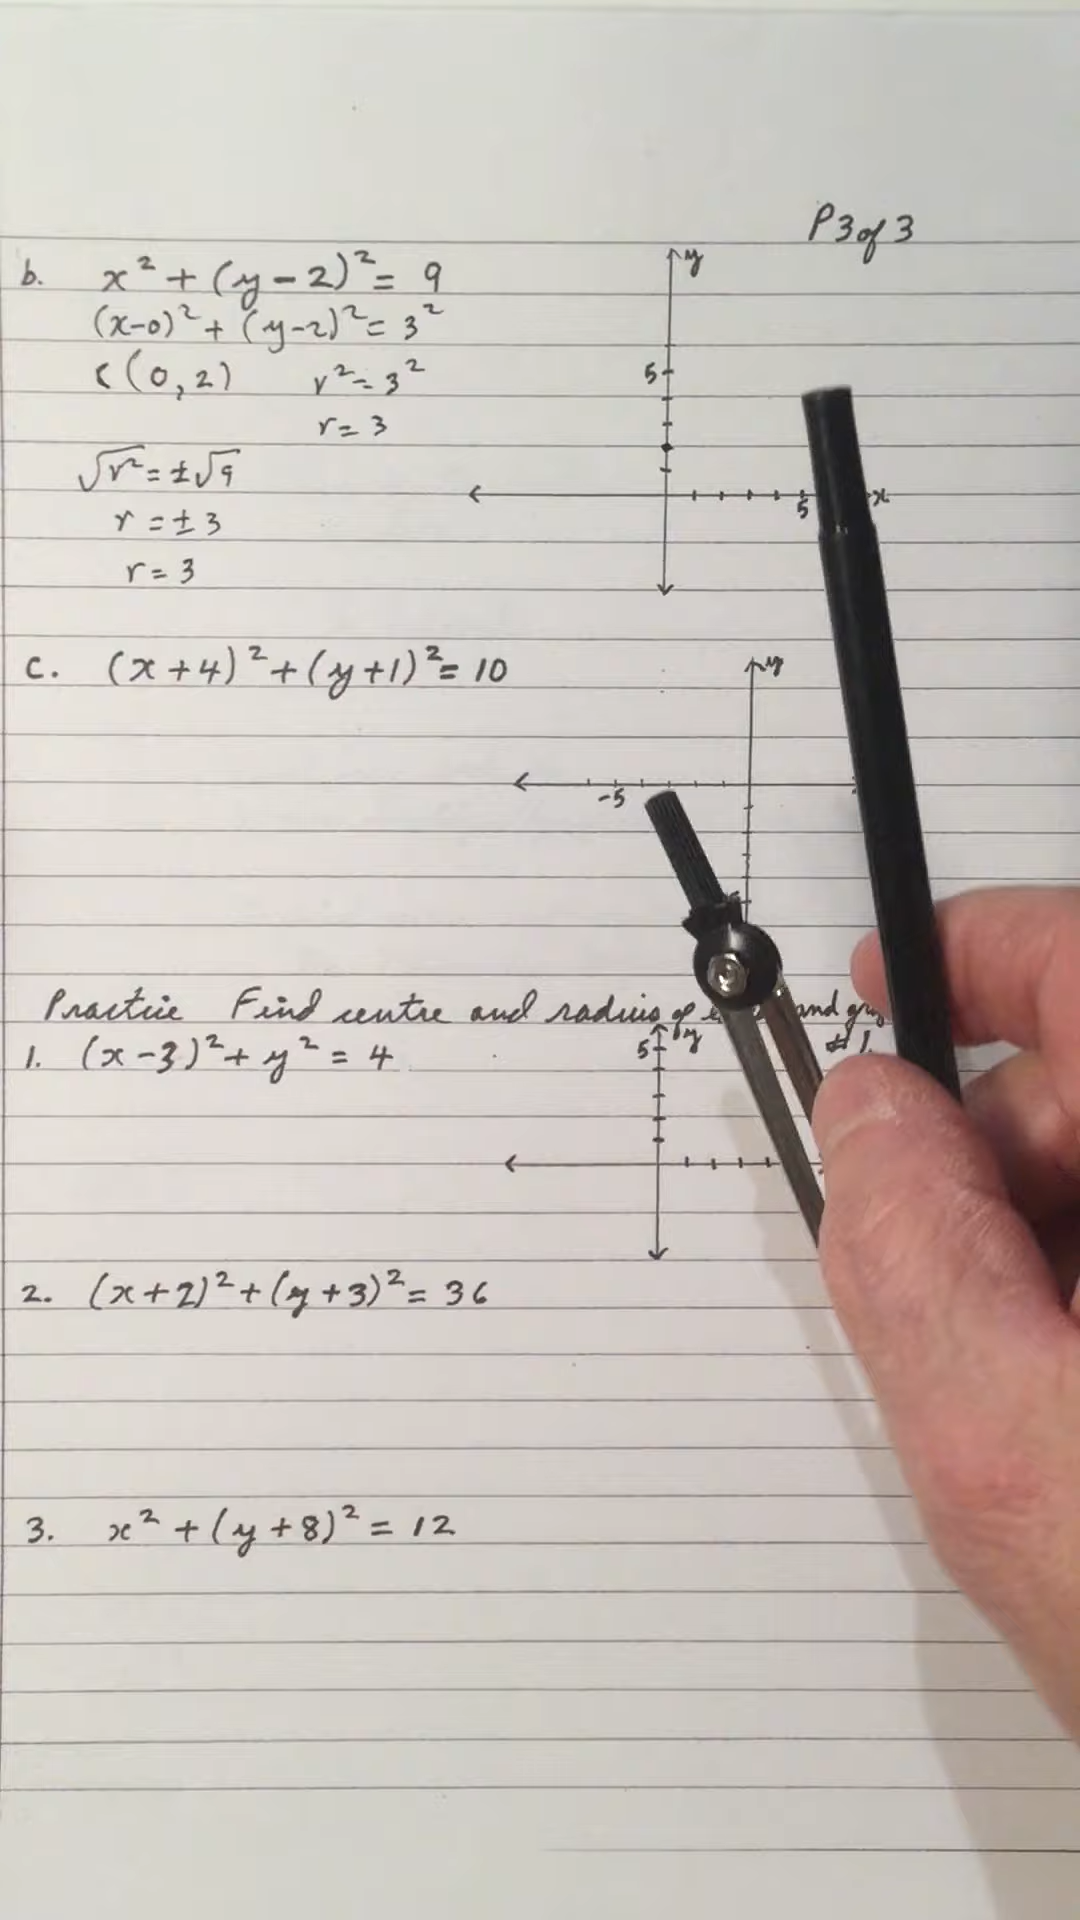 P3of 3
b. x² + (y - 2)² = 9
(x-0)² + (y-2)² = 3²
C (0, 2) r² = 3²
r = 3
√r² = ±√9
r = ± 3
r = 3
y
5
5
x
c. (x + 4)² + (y + 1)² = 10
y
-5
Practice Find centre and radius of and
1. (x - 3)² + y² = 4
5
y
#1.
2. (x + 2)² + (y + 3)² = 36
3. x² + (y + 8)² = 12